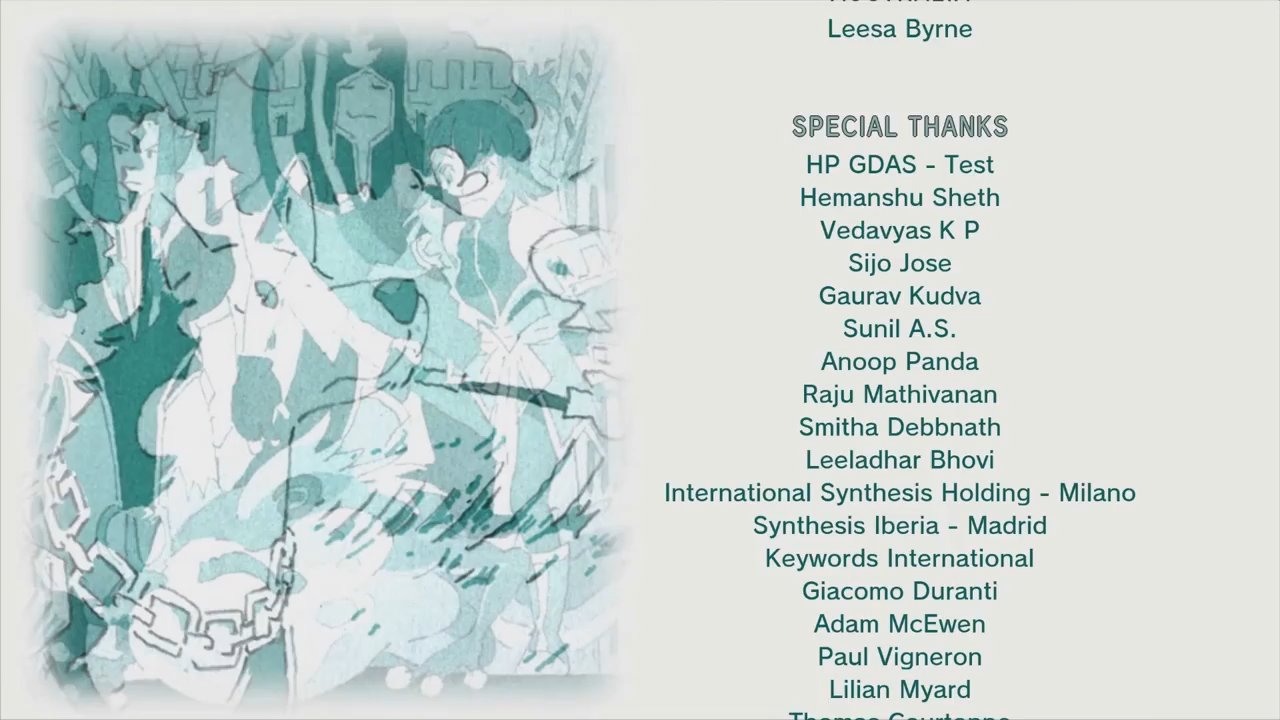 Leesa Byrne
SPECIAL THANKS
HP GDAS - Test
Hemanshu Sheth
Vedavyas K P
Sijo Jose
Gaurav Kudva
Sunil A.S.
Anoop Panda
Raju Mathivanan
Smitha Debbnath
Leeladhar Bhovi
International Synthesis Holding - Milano
Synthesis Iberia - Madrid
Keywords International
Giacomo Duranti
Adam McEwen
Paul Vigneron
Lilian Myard